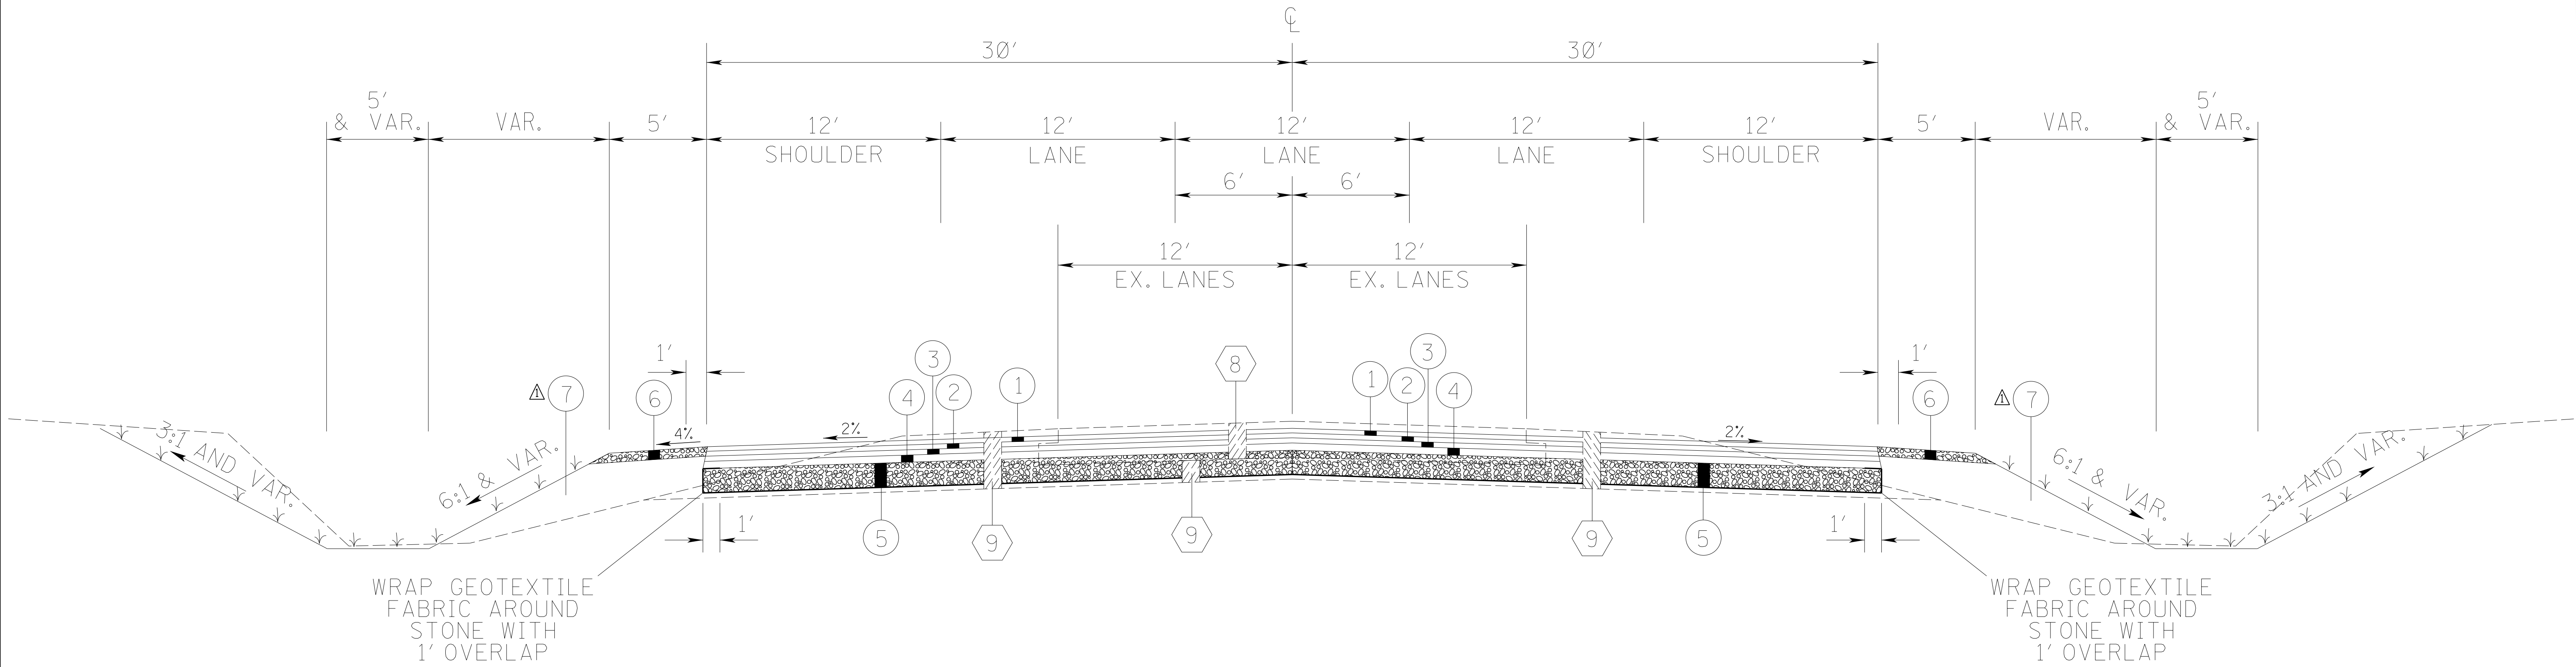 ℄
30' 30'
5' 5'
& VAR. VAR. 5' 12' 12' 12' 12' 12' 5' VAR. & VAR.
SHOULDER LANE LANE LANE SHOULDER
6' 6'
12' 12'
EX. LANES EX. LANES
1' 3 8 3 1'
1 7 6 4 2 1 1 2 4 6 1 7
3:1 AND VAR. 6:1 & VAR. 4% 2% 2% 6:1 & VAR. 3:1 AND VAR.
1' 5 9 9 9 5 1'
WRAP GEOTEXTILE
FABRIC AROUND
STONE WITH
1' OVERLAP
WRAP GEOTEXTILE
FABRIC AROUND
STONE WITH
1' OVERLAP